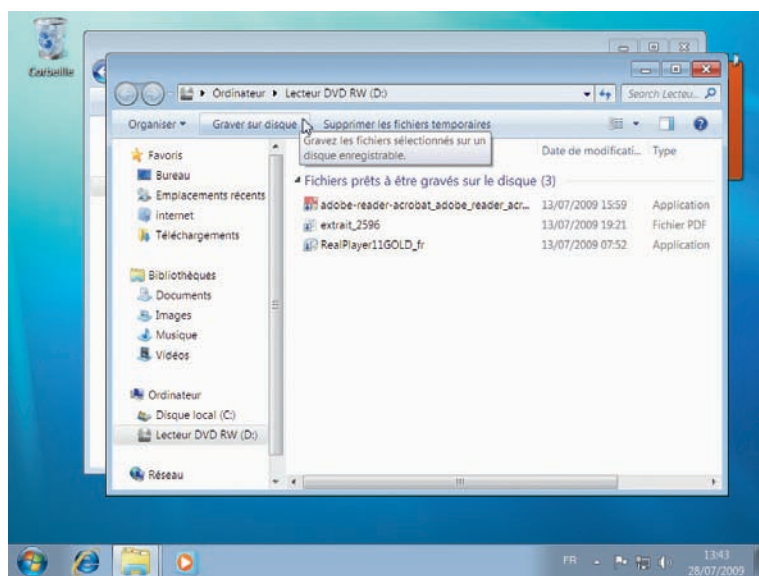 Corbeille
Ordinateur Lecteur DVD RW (D:)
Search Lecteu...
Organiser
Graver sur disque
Supprimer les fichiers temporaires
Gravez les fichiers sélectionnés sur un
disque enregistrable.
Date de modificati...
Type
Favoris
Bureau
Emplacements récents
internet
Téléchargements
Bibliothèques
Documents
Images
Musique
Vidéos
Ordinateur
Disque local (C:)
Lecteur DVD RW (D:)
Réseau
Fichiers prêts à être gravés sur le disque (3)
adobe-reader-acrobat_adobe_reader_acr... 13/07/2009 15:59 Application
extrait_2596 13/07/2009 19:21 Fichier PDF
RealPlayer11GOLD_fr 13/07/2009 07:52 Application
FR
13:43
28/07/2009